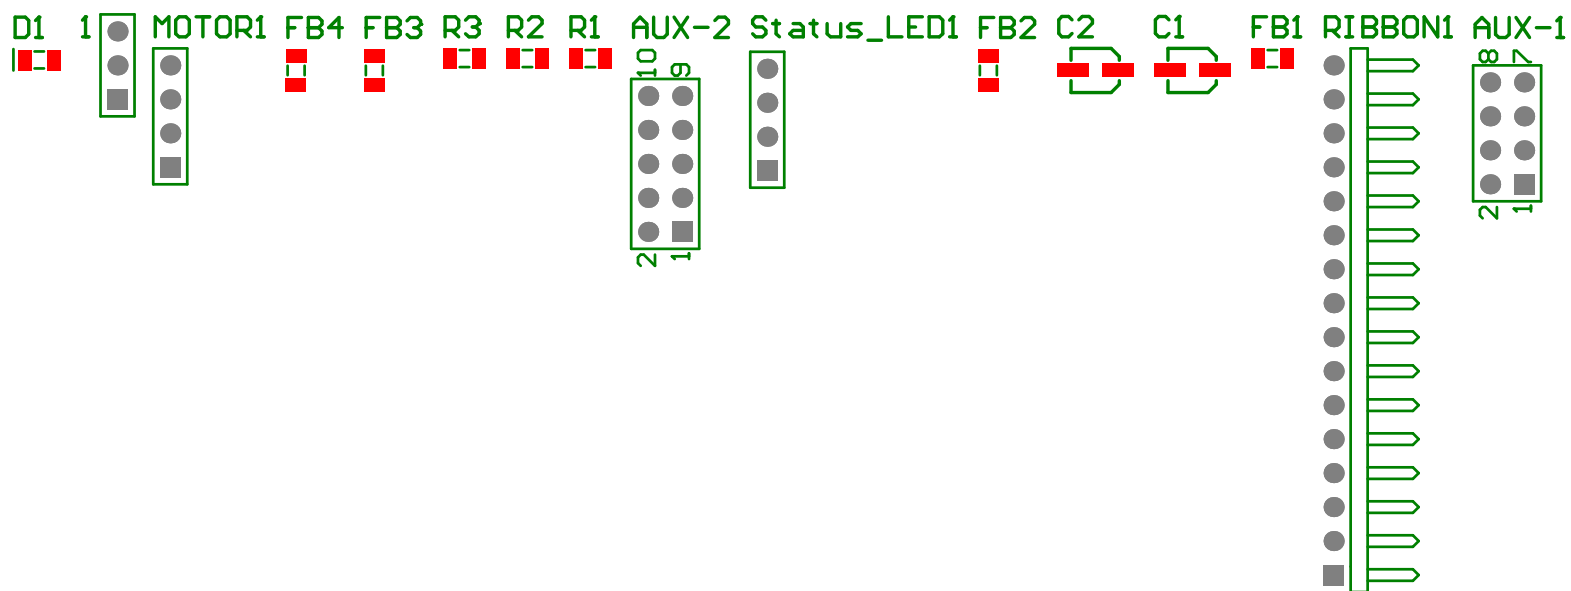 D1 1 MOTOR1 FB4 FB3 R3 R2 R1 AUX-2 Status_LED1 FB2 C2 C1 FB1 RIBBON1 AUX-1
10 9 8 7
2 1
2 1